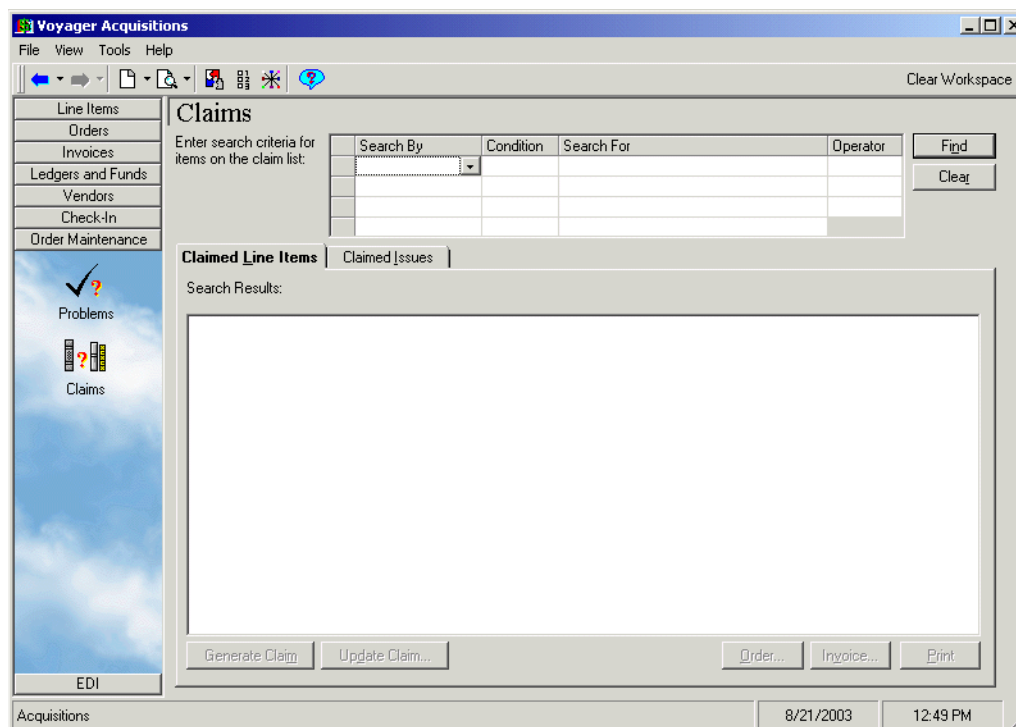 Voyager Acquisitions
File View Tools Help
Clear Workspace
Line Items
Orders
Invoices
Ledgers and Funds
Vendors
Check-In
Order Maintenance
Problems
Claims
EDI
Claims
Enter search criteria for
items on the claim list:
Search By Condition Search For Operator
Find
Clear
Claimed Line Items Claimed Issues
Search Results:
Generate Claim Update Claim... Order... Invoice... Print
Acquisitions 8/21/2003 12:49 PM